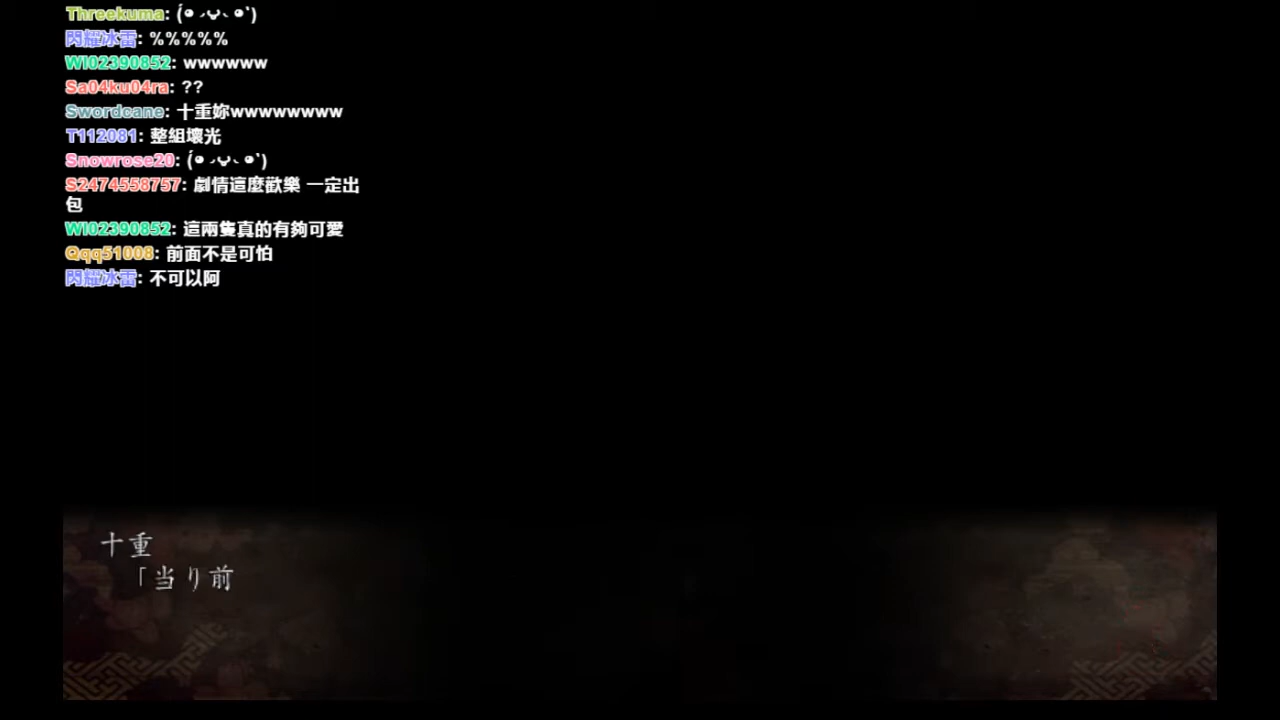 Threekuma: (́◕◞౪◟◕‵)
閃耀冰雷: %%%%%
Wl02390852: wwwwww
Sa04ku04ra: ??
Swordcane: 十重妳wwwwwwww
T112081: 整組壞光
Snowrose20: (́◕◞౪◟◕‵)
S2474558757: 劇情這麼歡樂 一定出
包
Wl02390852: 這兩隻真的有夠可愛
Qqq51008: 前面不是可怕
閃耀冰雷: 不可以阿
十重
「当り前